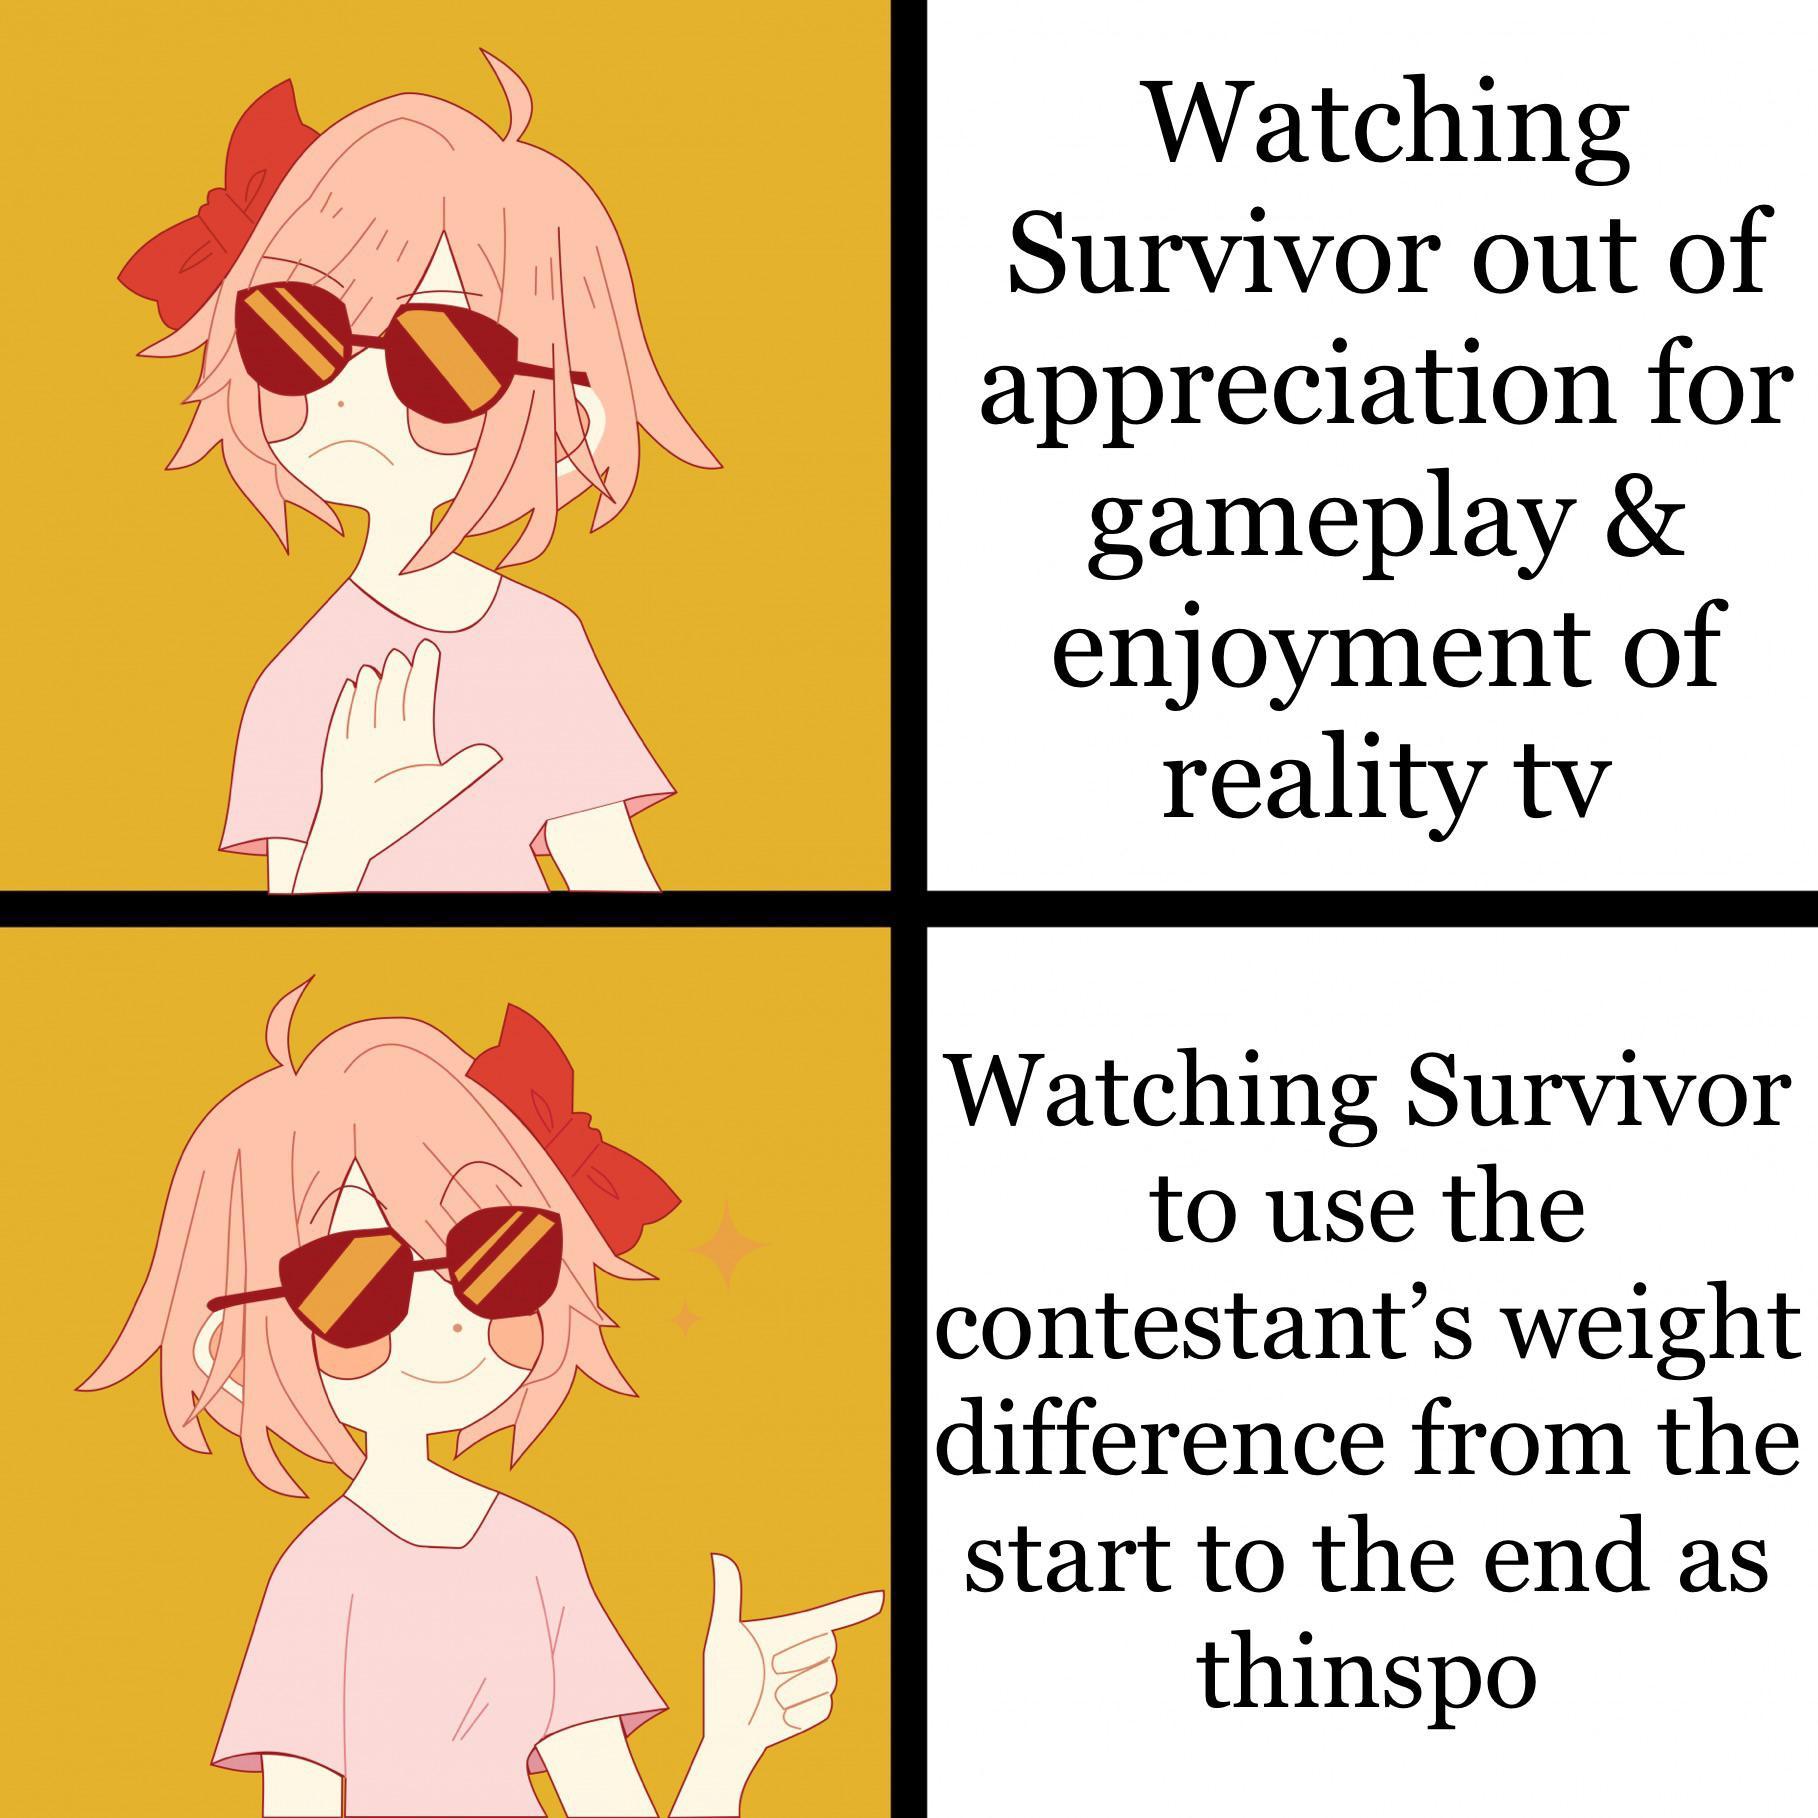 Watching
Survivor out of
appreciation for
gameplay &
enjoyment of
reality tv
Watching Survivor
to use the
contestant’s weight
difference from the
start to the end as
thinspo